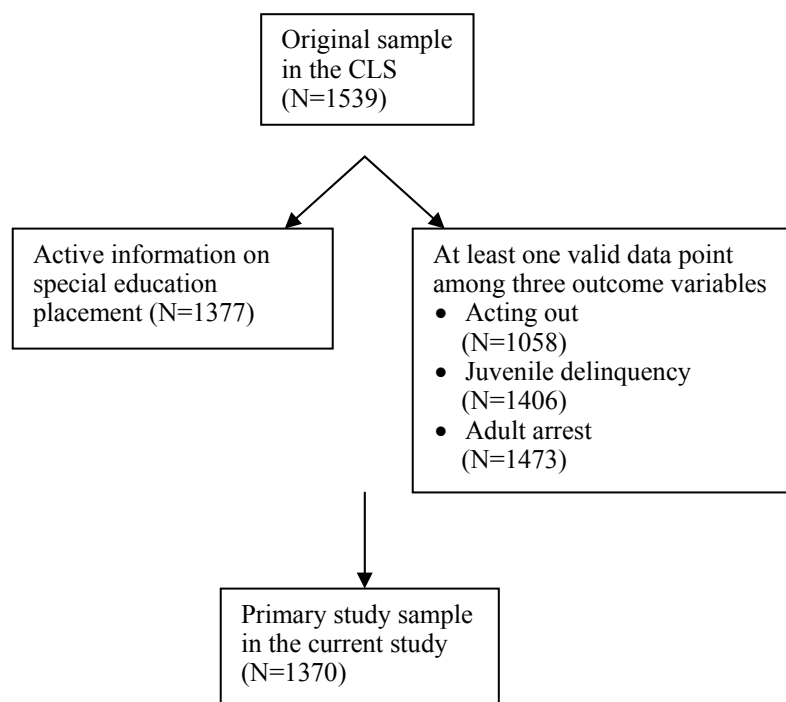 Original sample
in the CLS
(N=1539)
Active information on
special education
placement (N=1377)
At least one valid data point
among three outcome variables
• Acting out
(N=1058)
• Juvenile delinquency
(N=1406)
• Adult arrest
(N=1473)
Primary study sample
in the current study
(N=1370)